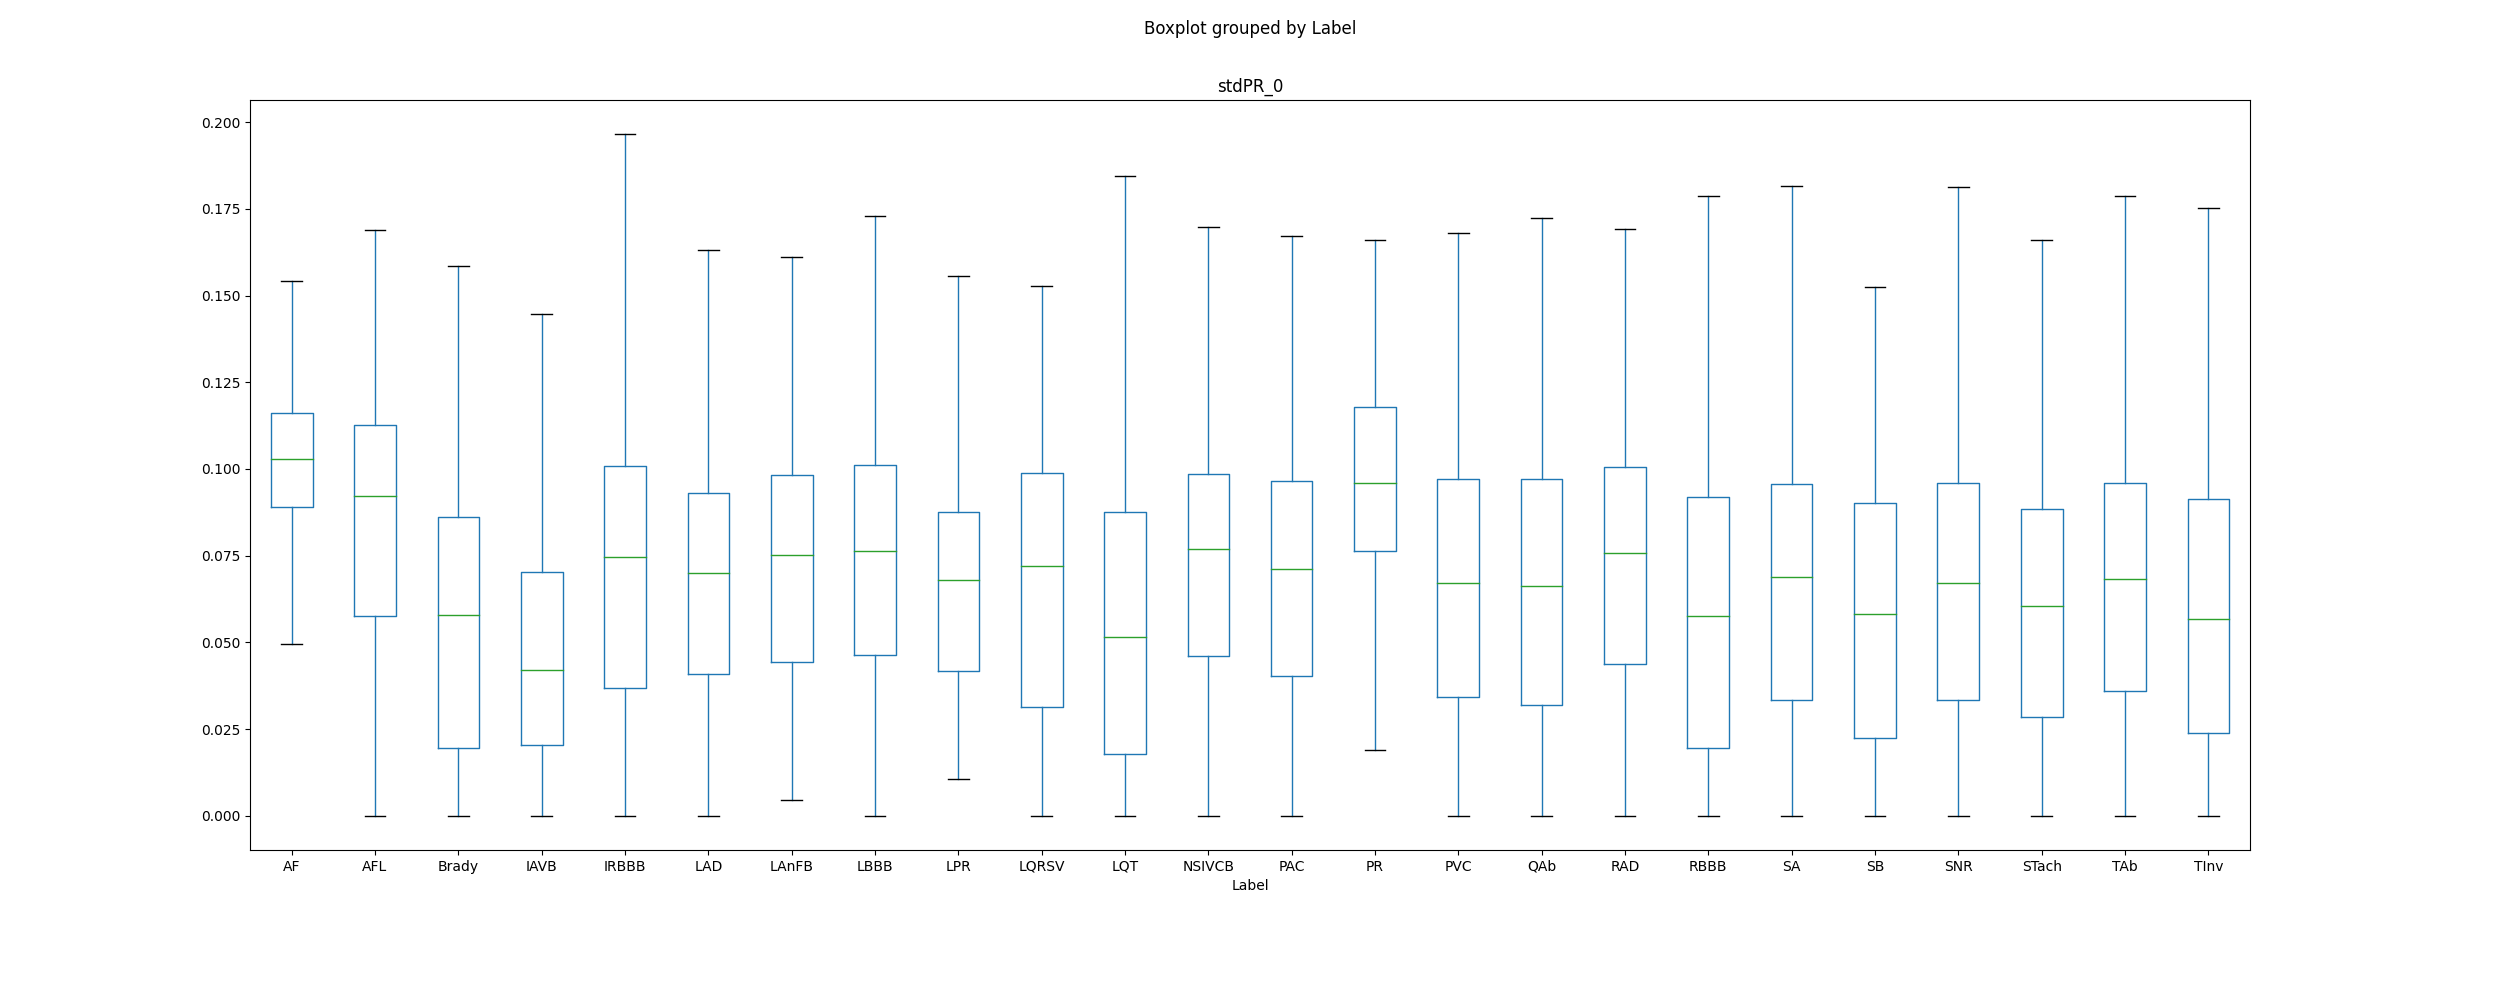 Boxplot grouped by Label
stdPR_0
0.200
0.175
0.150
0.125
0.100
0.075
0.050
0.025
0.000
AF AFL Brady IAVB IRBBB LAD LAnFB LBBB LPR LQRSV LQT NSIVCB PAC PR PVC QAb RAD RBBB SA SB SNR STach TAb TInv
Label